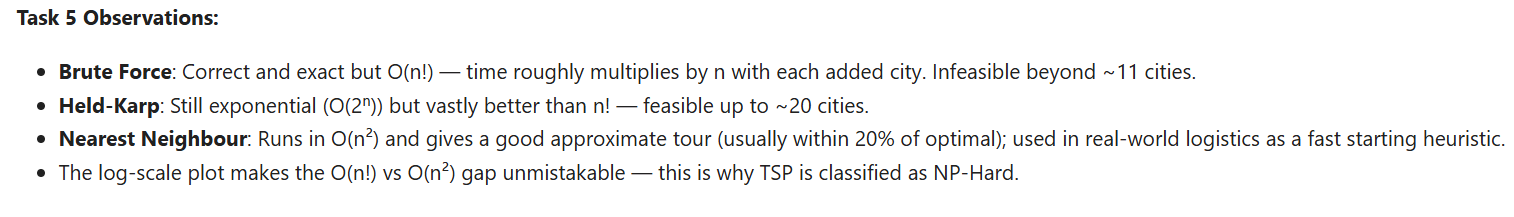 Task 5 Observations:
• Brute Force: Correct and exact but O(n!) — time roughly multiplies by n with each added city. Infeasible beyond ~11 cities.
• Held-Karp: Still exponential (O(2ⁿ)) but vastly better than n! — feasible up to ~20 cities.
• Nearest Neighbour: Runs in O(n²) and gives a good approximate tour (usually within 20% of optimal); used in real-world logistics as a fast starting heuristic.
• The log-scale plot makes the O(n!) vs O(n²) gap unmistakable — this is why TSP is classified as NP-Hard.